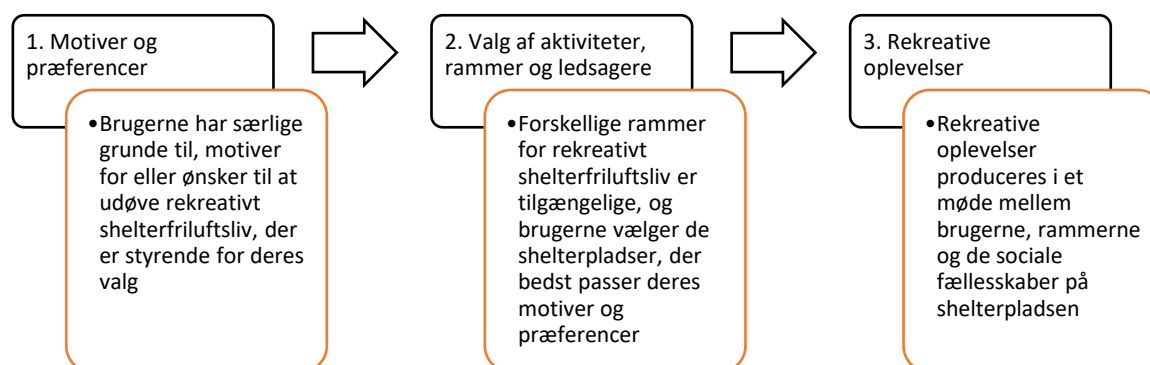 1. Motiver og
præferencer
•Brugerne har særlige
grunde til, motiver
for eller ønsker til at
udøve rekreativt
shelterfriluftsliv, der
er styrende for deres
valg
2. Valg af aktiviteter,
rammer og ledsagere
•Forskellige rammer
for rekreativt
shelterfriluftsliv er
tilgængelige, og
brugerne vælger de
shelterpladser, der
bedst passer deres
motiver og
præferencer
3. Rekreative
oplevelser
•Rekreative
oplevelser
produceres i et
møde mellem
brugerne, rammerne
og de sociale
fællesskaber på
shelterpladsen